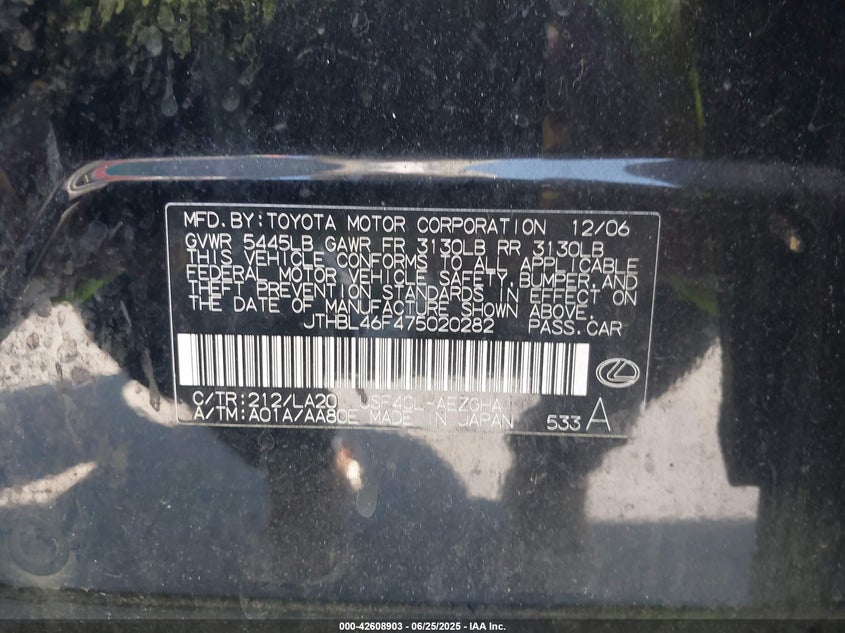 MFD.BY:TOYOTA MOTOR CORPORATION 12/06
GVWR 5445LB GAWR FR 3130LB RR 3130LB
THIS VEHICLE CONFORMS TO ALL APPLICABLE
FEDERAL MOTOR VEHICLE SAFETY,BUMPER,AND
THEFT PREVENTION STANDARDS IN EFFECT ON
THE DATE OF MANUFACTURE SHOWN ABOVE.
JTHBL46F475020282 PASS.CAR
C/TR:212/LA20 USF40L-AEZGHA
A/TM:A01A/AA80E MADE IN JAPAN 533 A
000-42608903 - 06/25/2025 - IAA Inc.